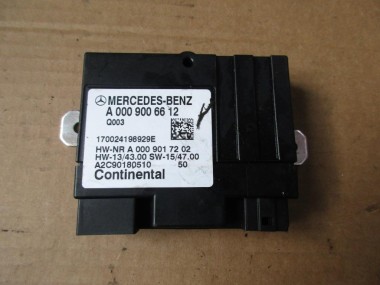 MERCEDES-BENZ
A 000 900 66 12
Q003
170024198929E
HW-NR A 000 901 72 02
HW-13/43.00 SW-15/47.00
A2C90180510 50
Continental